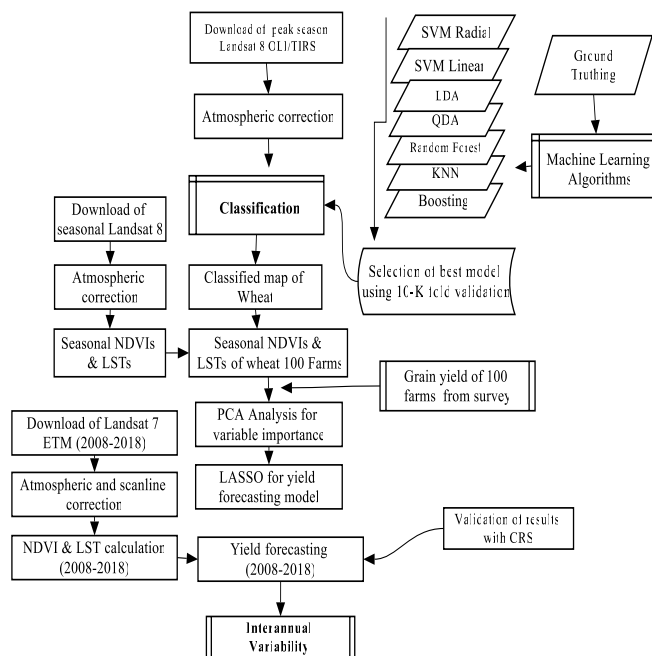 Download of peak season
Landsat 8 OLI/TIRS
Atmospheric correction
Classification
Download of
seasonal Landsat 8
Atmospheric
correction
Seasonal NDVIs
& LSTs
Classified map of
Wheat
Seasonal NDVIs &
LSTs of wheat 100 Farms
SVM Radial
SVM Linear
LDA
QDA
Random Forest
KNN
Boosting
Ground
Truthing
Machine Learning
Algorithms
Selection of best model
using 10-K fold validation
Grain yield of 100
farms from survey
PCA Analysis for
variable importance
LASSO for yield
forecasting model
Download of Landsat 7
ETM (2008-2018)
Atmospheric and scanline
correction
NDVI & LST calculation
(2008-2018)
Yield forecasting
(2008-2018)
Validation of results
with CRS
Interannual
Variability